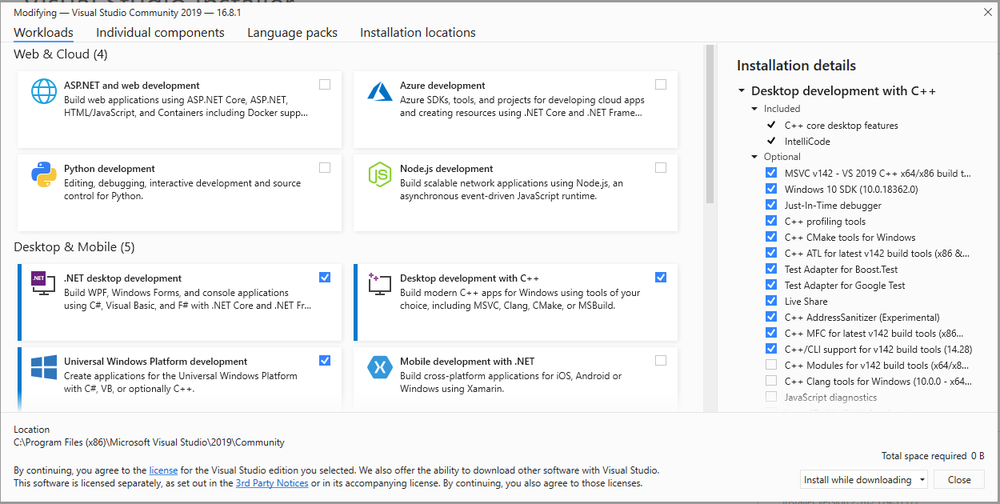 Modifying — Visual Studio Community 2019 — 16.8.1
Workloads
Individual components
Language packs
Installation locations
Web & Cloud (4)
ASP.NET and web development
Build web applications using ASP.NET Core, ASP.NET,
HTML/JavaScript, and Containers including Docker supp...
Azure development
Azure SDKs, tools, and projects for developing cloud apps
and creating resources using .NET Core and .NET Frame...
Python development
Editing, debugging, interactive development and source
control for Python.
JS
Node.js development
Build scalable network applications using Node.js, an
asynchronous event-driven JavaScript runtime.
Desktop & Mobile (5)
.NET
.NET desktop development
Build WPF, Windows Forms, and console applications
using C#, Visual Basic, and F# with .NET Core and .NET Fr...
Desktop development with C++
Build modern C++ apps for Windows using tools of your
choice, including MSVC, Clang, CMake, or MSBuild.
Universal Windows Platform development
Create applications for the Universal Windows Platform
with C#, VB, or optionally C++.
Mobile development with .NET
Build cross-platform applications for iOS, Android or
Windows using Xamarin.
Installation details
Desktop development with C++
Included
C++ core desktop features
IntelliCode
Optional
MSVC v142 - VS 2019 C++ x64/x86 build t...
Windows 10 SDK (10.0.18362.0)
Just-In-Time debugger
C++ profiling tools
C++ CMake tools for Windows
C++ ATL for latest v142 build tools (x86 &...
Test Adapter for Boost.Test
Test Adapter for Google Test
Live Share
C++ AddressSanitizer (Experimental)
C++ MFC for latest v142 build tools (x86...
C++/CLI support for v142 build tools (14.28)
C++ Modules for v142 build tools (x64/x8...
C++ Clang tools for Windows (10.0.0 - x64...
JavaScript diagnostics
Location
C:\Program Files (x86)\Microsoft Visual Studio\2019\Community
By continuing, you agree to the license for the Visual Studio edition you selected. We also offer the ability to download other software with Visual Studio.
This software is licensed separately, as set out in the 3rd Party Notices or in its accompanying license. By continuing, you also agree to those licenses.
Total space required 0 B
Install while downloading
Close